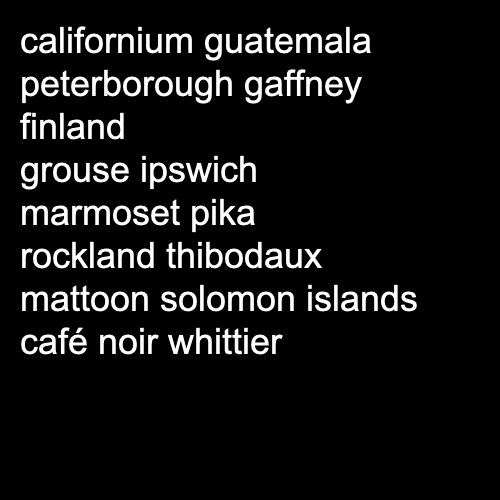 californium guatemala
peterborough gaffney
finland
grouse ipswich
marmoset pika
rockland thibodaux
mattoon solomon islands
café noir whittier